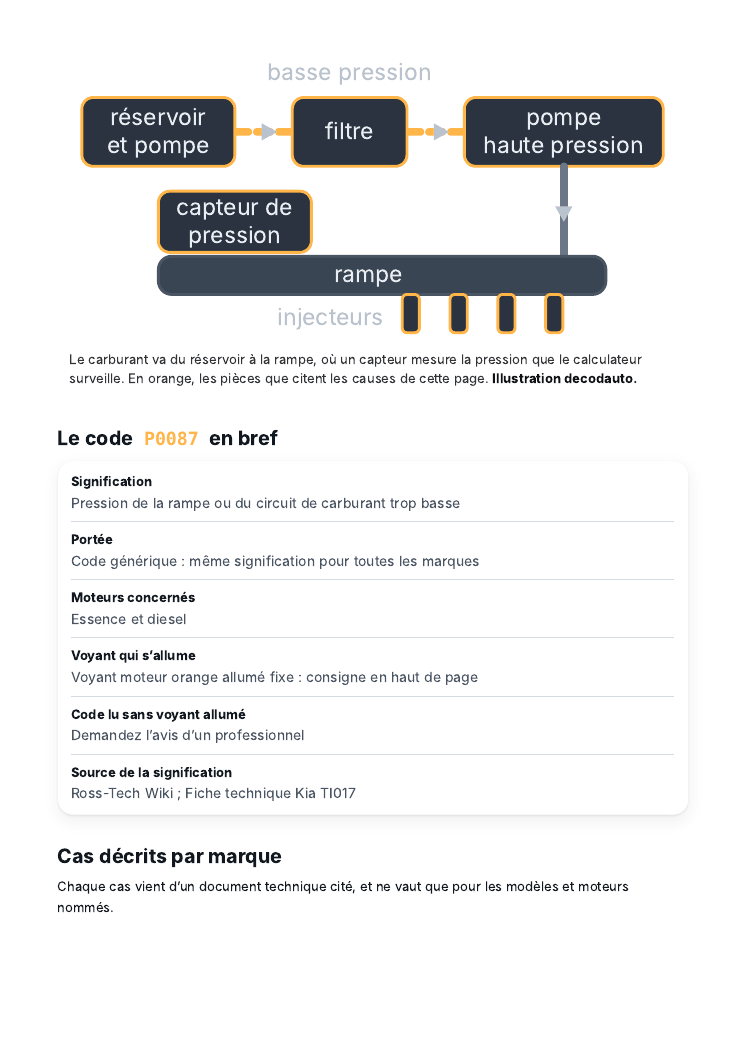 basse pression
réservoir
et pompe
filtre
pompe
haute pression
capteur de
pression
rampe
injecteurs
Le carburant va du réservoir à la rampe, où un capteur mesure la pression que le calculateur
surveille. En orange, les pièces que citent les causes de cette page. Illustration decodauto.
Le code P0087 en bref
Signification
Pression de la rampe ou du circuit de carburant trop basse
Portée
Code générique : même signification pour toutes les marques
Moteurs concernés
Essence et diesel
Voyant qui s’allume
Voyant moteur orange allumé fixe : consigne en haut de page
Code lu sans voyant allumé
Demandez l’avis d’un professionnel
Source de la signification
Ross-Tech Wiki ; Fiche technique Kia TI017
Cas décrits par marque
Chaque cas vient d’un document technique cité, et ne vaut que pour les modèles et moteurs
nommés.